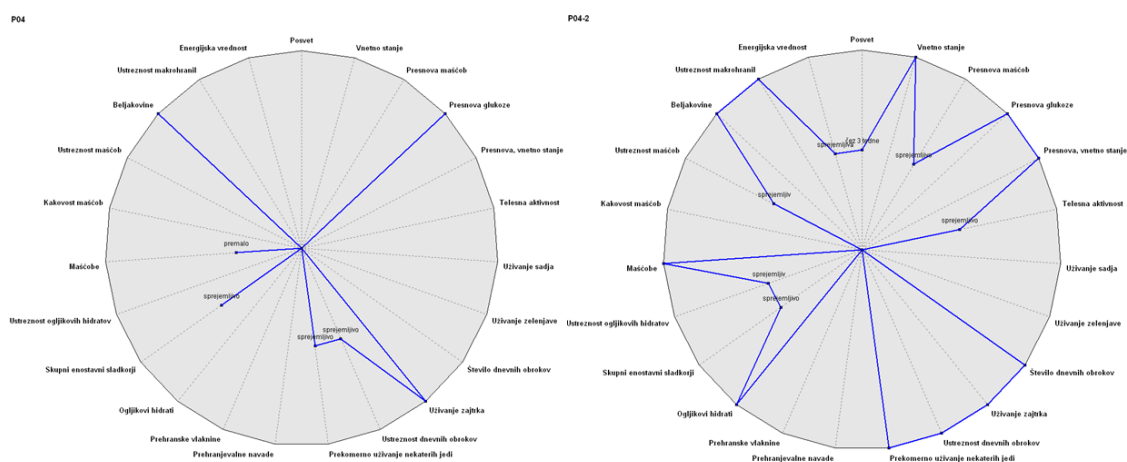 P04
Posvet
Vnetno stanje
Presnova maščob
Presnova glukoze
Presnova, vnetno stanje
Telesna aktivnost
Uživanje sadja
Uživanje zelenjave
Število dnevnih obrokov
Uživanje zajtrka
Ustreznost dnevnih obrokov
Prekomerno uživanje nekaterih jedi
Prehranjevalne navade
Prehranske vlaknine
Ogljikovi hidrati
Skupni enostavni sladkorji
Ustreznost ogljikovih hidratov
Maščobe
Kakovost maščob
Ustreznost maščob
Beljakovine
Ustreznost makrohranil
Energijska vrednost
premalo
sprejemljivo
sprejemljivo
sprejemljivo
P04-2
Posvet
Vnetno stanje
Presnova maščob
Presnova glukoze
Presnova, vnetno stanje
Telesna aktivnost
Uživanje sadja
Uživanje zelenjave
Število dnevnih obrokov
Uživanje zajtrka
Ustreznost dnevnih obrokov
Prekomerno uživanje nekaterih jedi
Prehranjevalne navade
Prehranske vlaknine
Ogljikovi hidrati
Skupni enostavni sladkorji
Ustreznost ogljikovih hidratov
Maščobe
Kakovost maščob
Ustreznost maščob
Beljakovine
Ustreznost makrohranil
Energijska vrednost
sprejemljiva
čez 3 tedne
sprejemljivo
sprejemljiv
sprejemljivo
sprejemljiv
sprejemljivo